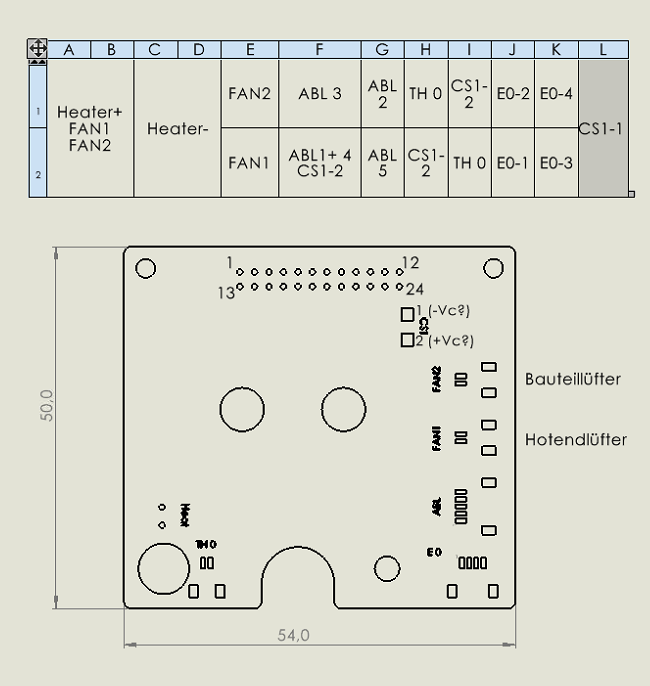 A B C D E F G H I J K L
1
Heater+
FAN1
FAN2
Heater-
FAN2
ABL 3
ABL
2
TH 0
CS1-
2
E0-2
E0-4
CS1-1
2
FAN1
ABL1+ 4
CS1-2
ABL
5
CS1-
2
TH 0
E0-1
E0-3
1
12
13
24
1 (-Vc?)
CS1
2 (+Vc?)
FAN2
Bauteillüfter
50,0
FAN1
Hotendlüfter
ABL
Heat
TH0
E0
54,0